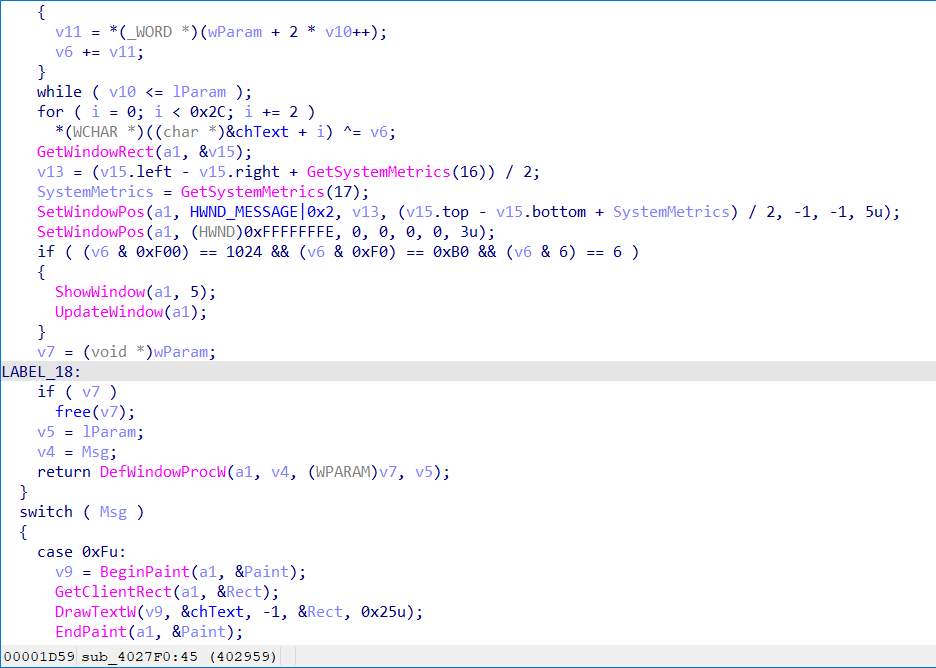 {
v11 = *(_WORD *)(wParam + 2 * v10++);
v6 += v11;
}
while ( v10 <= lParam );
for ( i = 0; i < 0x2C; i += 2 )
*(WCHAR *)((char *)&chText + i) ^= v6;
GetWindowRect(a1, &v15);
v13 = (v15.left - v15.right + GetSystemMetrics(16)) / 2;
SystemMetrics = GetSystemMetrics(17);
SetWindowPos(a1, HWND_MESSAGE|0x2, v13, (v15.top - v15.bottom + SystemMetrics) / 2, -1, -1, 5u);
SetWindowPos(a1, (HWND)0xFFFFFFFE, 0, 0, 0, 0, 3u);
if ( (v6 & 0xF00) == 1024 && (v6 & 0xF0) == 0xB0 && (v6 & 6) == 6 )
{
ShowWindow(a1, 5);
UpdateWindow(a1);
}
v7 = (void *)wParam;
LABEL_18:
if ( v7 )
free(v7);
v5 = lParam;
v4 = Msg;
return DefWindowProcW(a1, v4, (WPARAM)v7, v5);
}
switch ( Msg )
{
case 0xFu:
v9 = BeginPaint(a1, &Paint);
GetClientRect(a1, &Rect);
DrawTextW(v9, &chText, -1, &Rect, 0x25u);
EndPaint(a1, &Paint);
00001D59 sub_4027F0:45 (402959)